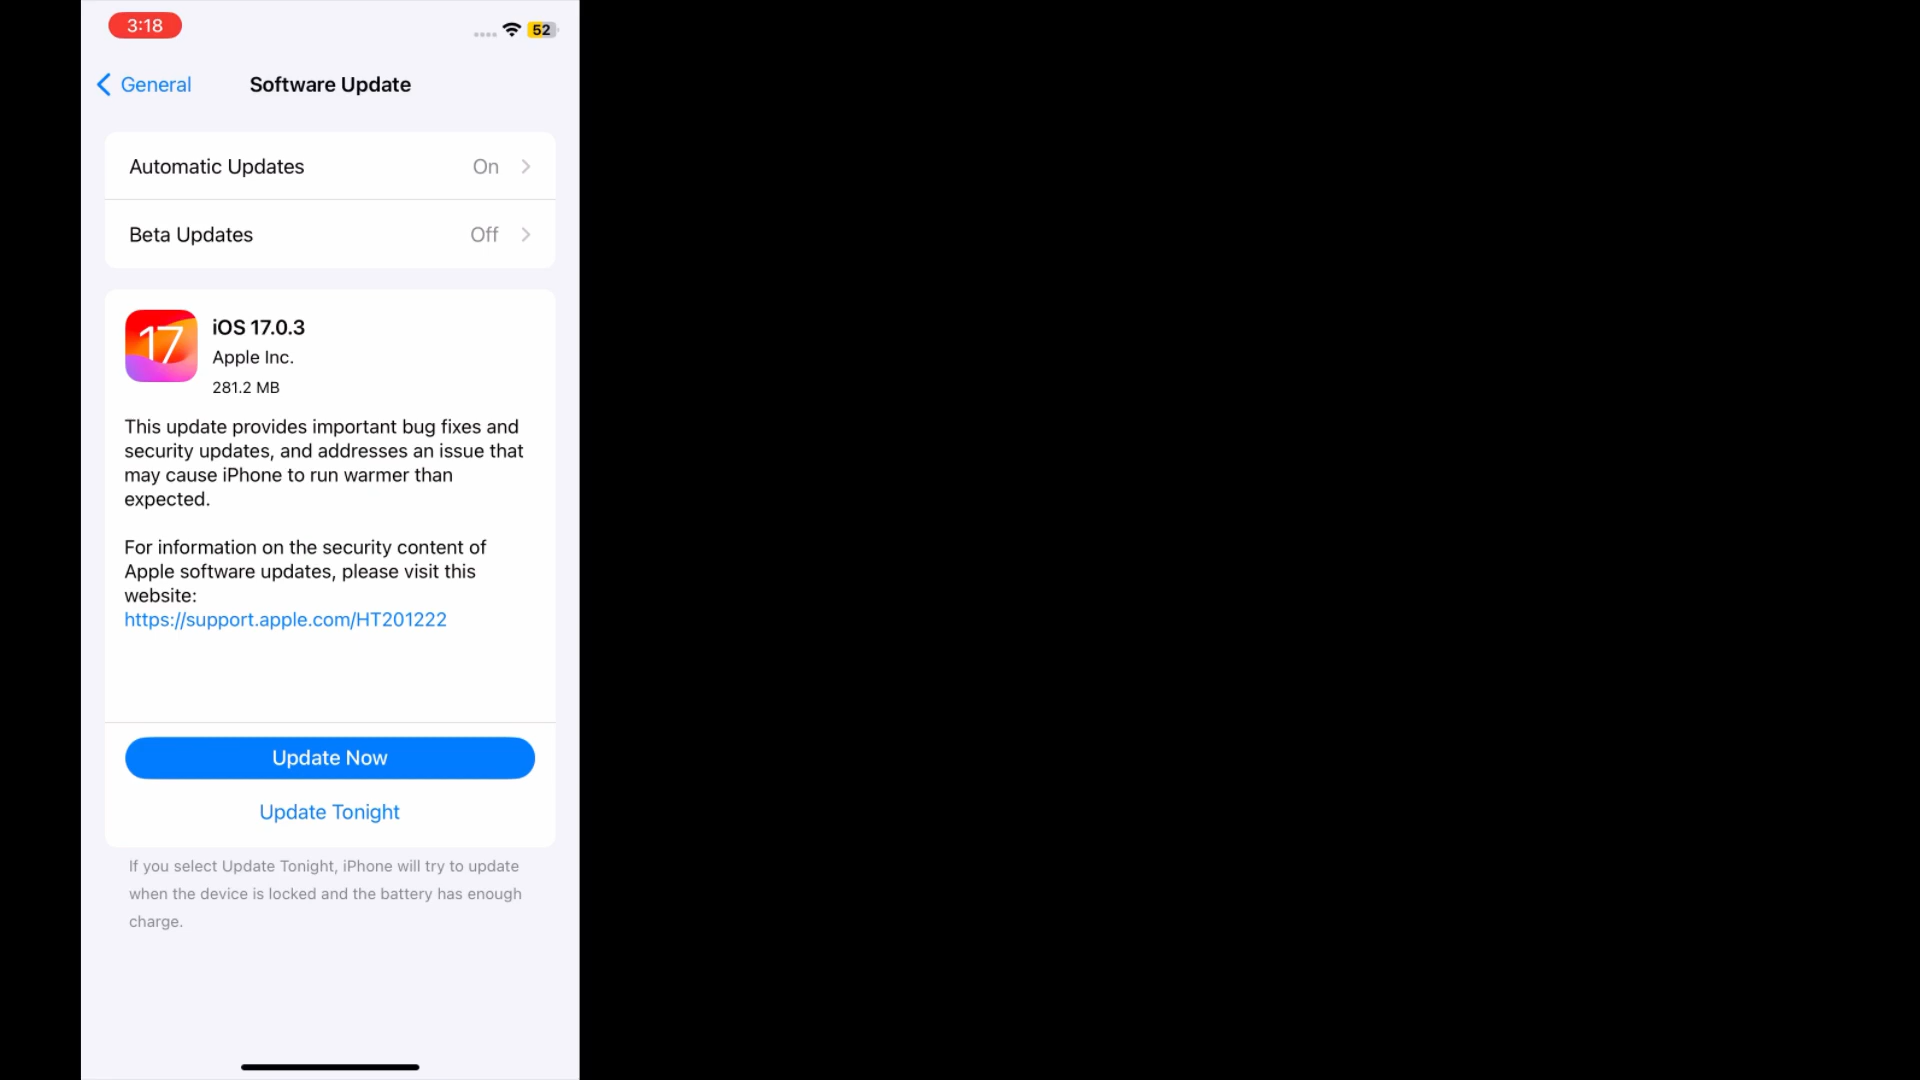 3:18
52
General
Software Update
Automatic Updates On
Beta Updates Off
17
iOS 17.0.3
Apple Inc.
281.2 MB
This update provides important bug fixes and
security updates, and addresses an issue that
may cause iPhone to run warmer than
expected.
For information on the security content of
Apple software updates, please visit this
website:
https://support.apple.com/HT201222
Update Now
Update Tonight
If you select Update Tonight, iPhone will try to update
when the device is locked and the battery has enough
charge.